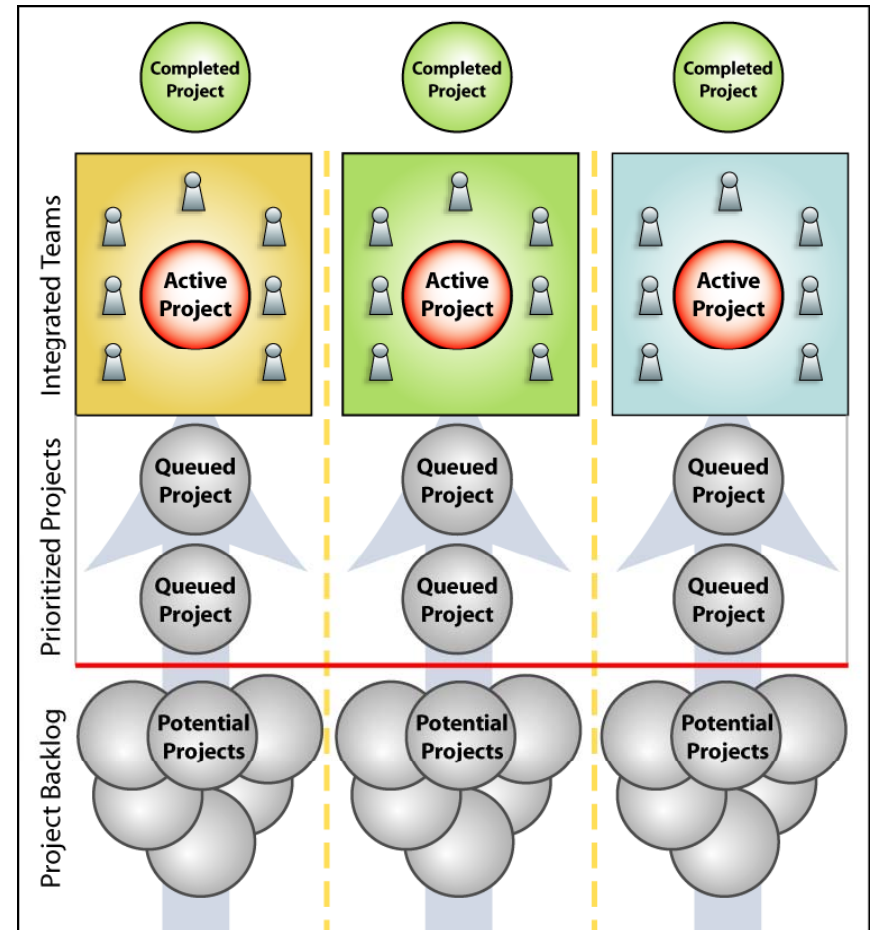 Completed
Project
Completed
Project
Completed
Project
Integrated Teams
Active
Project
Active
Project
Active
Project
Prioritized Projects
Queued
Project
Queued
Project
Queued
Project
Queued
Project
Queued
Project
Queued
Project
Project Backlog
Potential
Projects
Potential
Projects
Potential
Projects